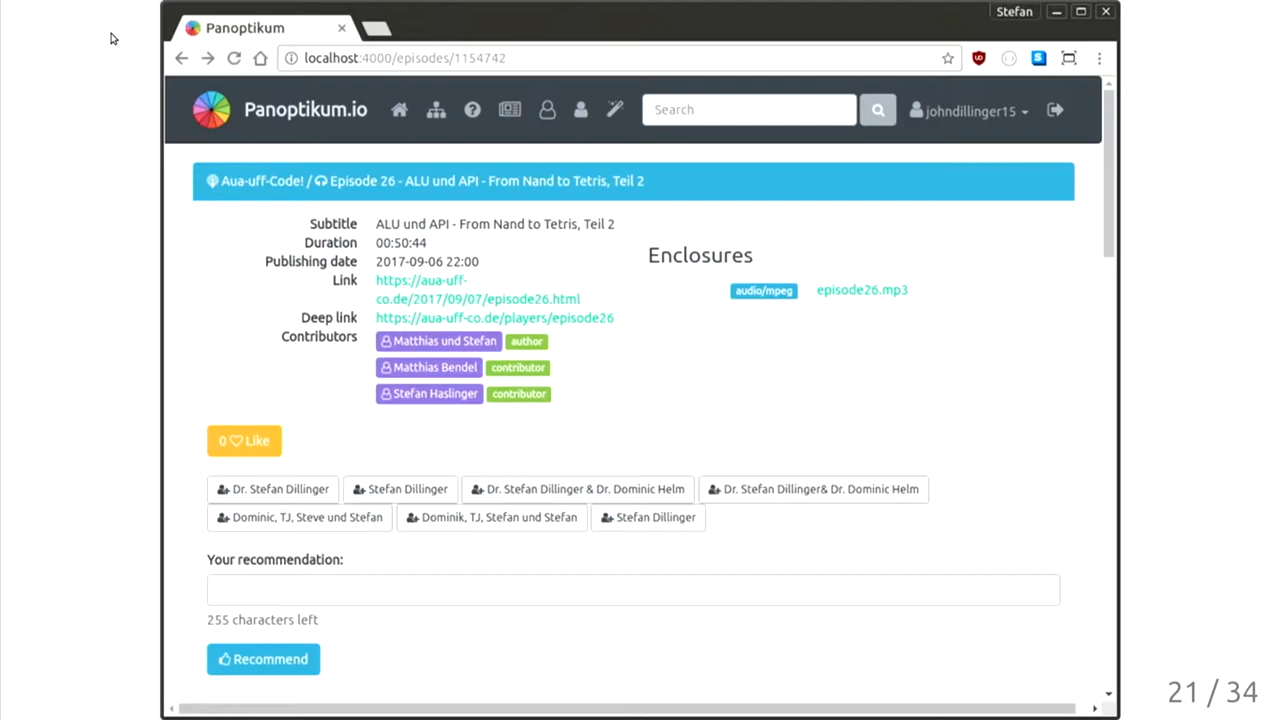 Stefan
Panoptikum
localhost:4000/episodes/1154742
Panoptikum.io
Search
johndillinger15
Aua-uff-Code! / Episode 26 - ALU und API - From Nand to Tetris, Teil 2
Subtitle ALU und API - From Nand to Tetris, Teil 2
Duration 00:50:44
Publishing date 2017-09-06 22:00
Link https://aua-uff-
co.de/2017/09/07/episode26.html
Deep link https://aua-uff-co.de/players/episode26
Contributors Matthias und Stefan author
Matthias Bendel contributor
Stefan Haslinger contributor
Enclosures
audio/mpeg episode26.mp3
0 Like
Dr. Stefan Dillinger Stefan Dillinger Dr. Stefan Dillinger & Dr. Dominic Helm Dr. Stefan Dillinger& Dr. Dominic Helm
Dominic, TJ, Steve und Stefan Dominik, TJ, Stefan und Stefan Stefan Dillinger
Your recommendation:
255 characters left
Recommend
21 / 34